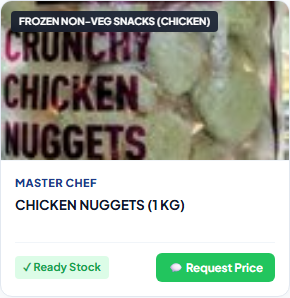 FROZEN NON-VEG SNACKS (CHICKEN)
CRUNCHY
CHICKEN
NUGGETS
MASTER CHEF
CHICKEN NUGGETS (1 KG)
✓ Ready Stock
Request Price